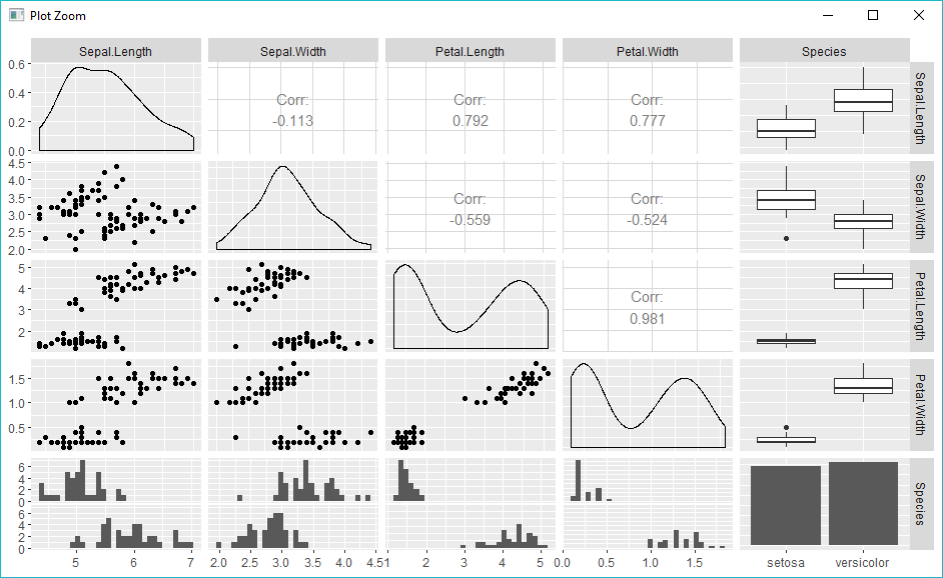 Plot Zoom
Sepal.Length Sepal.Width Petal.Length Petal.Width Species
0.6
0.4
0.2
0.0
Corr:
-0.113
Corr:
0.792
Corr:
0.777
Sepal.Length
4.5
4.0
3.5
3.0
2.5
2.0
Corr:
-0.559
Corr:
-0.524
Sepal.Width
5
4
3
2
Corr:
0.981
Petal.Length
1.5
1.0
0.5
Petal.Width
6
4
2
0
6
4
2
0
Species
5 6 7 2.0 2.5 3.0 3.5 4.0 4.5 1 2 3 4 5 0.0 0.5 1.0 1.5 setosa versicolor